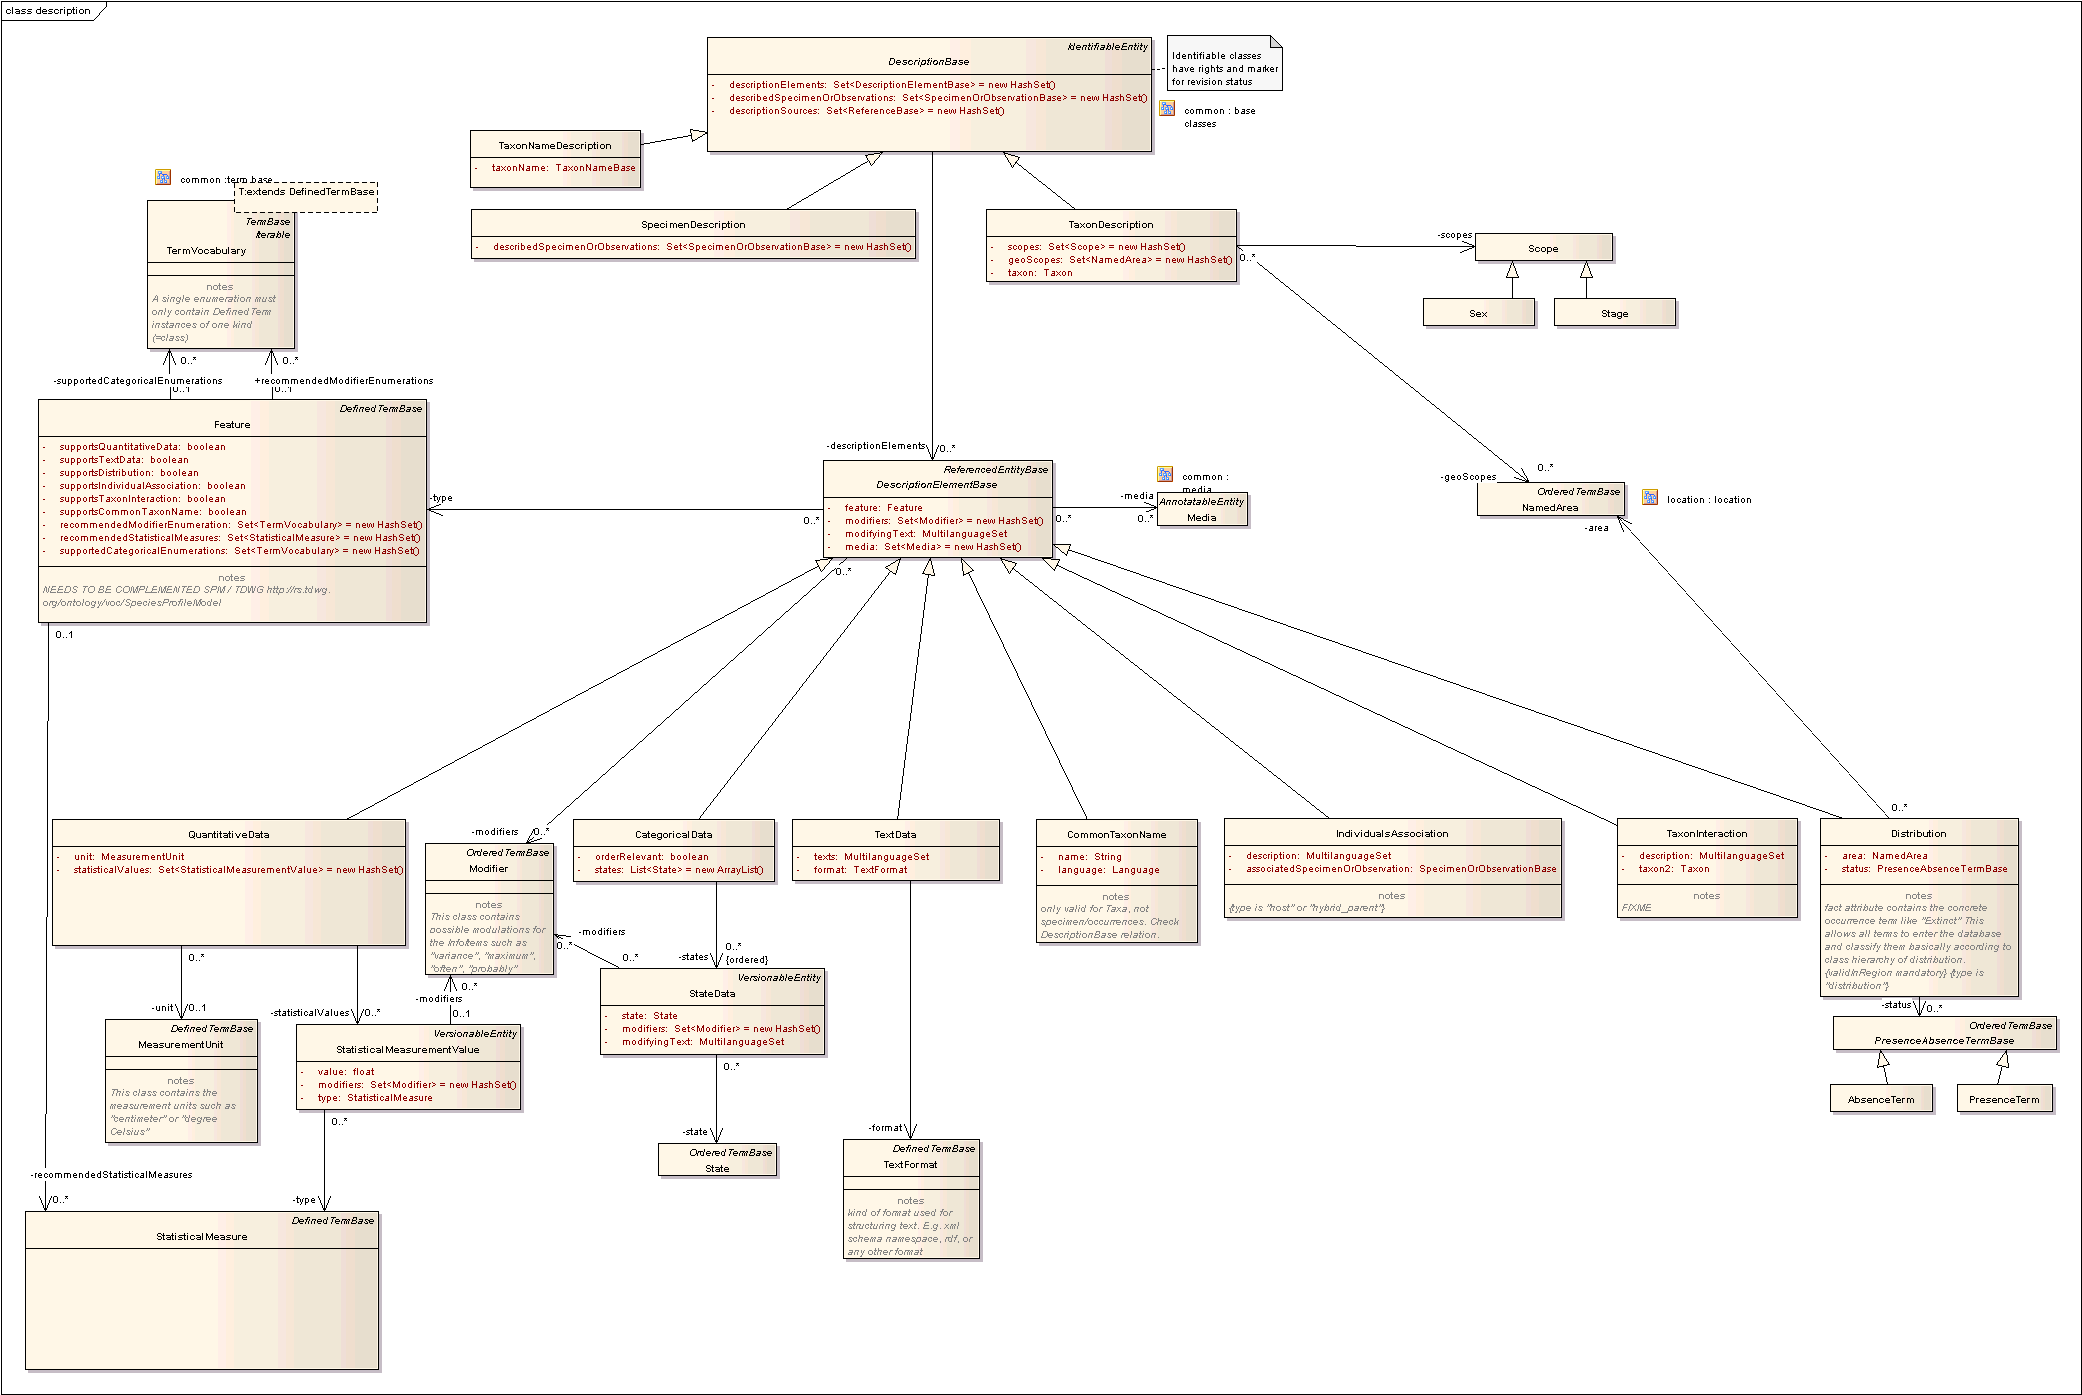 class description
IdentifiableEntity
DescriptionBase
- descriptionElements: Set<DescriptionElementBase> = new HashSet()
- describedSpecimenOrObservations: Set<SpecimenOrObservationBase> = new HashSet()
- descriptionSources: Set<ReferenceBase> = new HashSet()
Identifiable classes
have rights and marker
for revision status
common : base
classes
TaxonNameDescription
- taxonName: TaxonNameBase
SpecimenDescription
- describedSpecimenOrObservations: Set<SpecimenOrObservationBase> = new HashSet()
TaxonDescription
- scopes: Set<Scope> = new HashSet()
- geoScopes: Set<NamedArea> = new HashSet()
- taxon: Taxon
0..*
-scopes
Scope
Sex
Stage
common : term base
T:extends DefinedTermBase
TermBase
Iterable
TermVocabulary
notes
A single enumeration must
only contain DefinedTerm
instances of one kind
(=class)
0..*
0..*
-supportedCategoricalEnumerations
+recommendedModifierEnumerations
0..1
0..1
DefinedTermBase
Feature
- supportsQuantitativeData: boolean
- supportsTextData: boolean
- supportsDistribution: boolean
- supportsIndividualAssociation: boolean
- supportsTaxonInteraction: boolean
- supportsCommonTaxonName: boolean
- recommendedModifierEnumeration: Set<TermVocabulary> = new HashSet()
- recommendedStatisticalMeasures: Set<StatisticalMeasure> = new HashSet()
- supportedCategoricalEnumerations: Set<TermVocabulary> = new HashSet()
notes
NEEDS TO BE COMPLEMENTED SPM / TDWG http://rs.tdwg.
org/ontology/voc/SpeciesProfileModel
0..1
-type
0..*
-descriptionElements
0..*
ReferencedEntityBase
DescriptionElementBase
- feature: Feature
- modifiers: Set<Modifier> = new HashSet()
- modifyingText: MultilanguageSet
- media: Set<Media> = new HashSet()
0..*
0..*
-media
0..*
common :
media
AnnotatableEntity
Media
0..*
-geoScopes
OrderedTermBase
NamedArea
location : location
-area
0..*
QuantitativeData
- unit: MeasurementUnit
- statisticalValues: Set<StatisticalMeasurementValue> = new HashSet()
0..*
-unit
0..1
DefinedTermBase
MeasurementUnit
notes
This class contains the
measurement units such as
"centimeter" or "degree
Celsius"
-statisticalValues
0..*
VersionableEntity
StatisticalMeasurementValue
- value: float
- modifiers: Set<Modifier> = new HashSet()
- type: StatisticalMeasure
0..*
-type
-recommendedStatisticalMeasures
0..*
DefinedTermBase
StatisticalMeasure
-modifiers
0..*
OrderedTermBase
Modifier
notes
This class contains
possible modulations for
the InfoItems such as
"variance", "maximum",
"often", "probably"
0..*
-modifiers
0..1
0..*
-modifiers
0..*
CategoricalData
- orderRelevant: boolean
- states: List<State> = new ArrayList()
-states
0..*
{ordered}
VersionableEntity
StateData
- state: State
- modifiers: Set<Modifier> = new HashSet()
- modifyingText: MultilanguageSet
0..*
-state
OrderedTermBase
State
TextData
- texts: MultilanguageSet
- format: TextFormat
-format
DefinedTermBase
TextFormat
notes
kind of format used for
structuring text. E.g. xml
schema namespace, rdf, or
any other format
CommonTaxonName
- name: String
- language: Language
notes
only valid for Taxa, not
specimen/occurrences. Check
DescriptionBase relation.
IndividualsAssociation
- description: MultilanguageSet
- associatedSpecimenOrObservation: SpecimenOrObservationBase
notes
{type is "host" or "hybrid_parent"}
TaxonInteraction
- description: MultilanguageSet
- taxon2: Taxon
notes
FIXME
Distribution
- area: NamedArea
- status: PresenceAbsenceTermBase
notes
fact attribute contains the concrete
occurrence term like "Extinct" This
allows all terms to enter the database
and classify them basically according to
class hierarchy of distribution.
{validInRegion mandatory} {type is
"distribution"}
-status
0..*
OrderedTermBase
PresenceAbsenceTermBase
AbsenceTerm
PresenceTerm